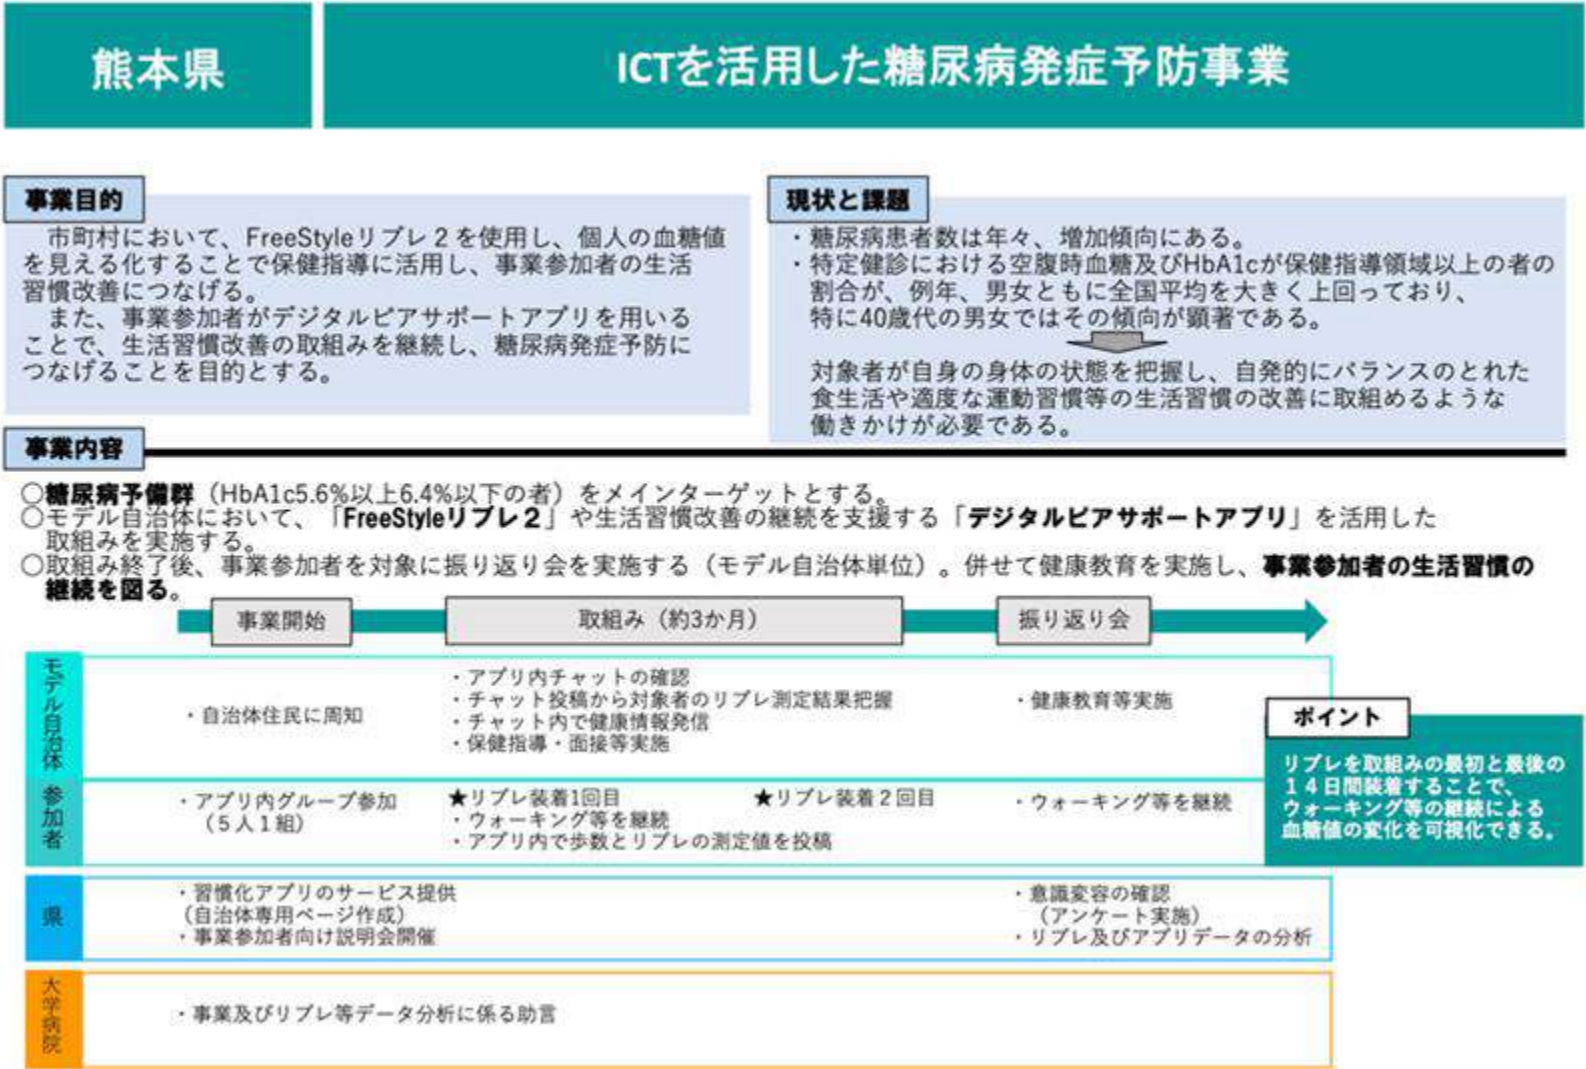 熊本県
ICTを活用した糖尿病発症予防事業
事業目的
市町村において、FreeStyleリブレ２を使用し、個人の血糖値
を見える化することで保健指導に活用し、事業参加者の生活
習慣改善につなげる。
また、事業参加者がデジタルピアサポートアプリを用いる
ことで、生活習慣改善の取組みを継続し、糖尿病発症予防に
つなげることを目的とする。
現状と課題
・糖尿病患者数は年々、増加傾向にある。
・特定健診における空腹時血糖及びHbA1cが保健指導領域以上の者の
割合が、例年、男女ともに全国平均を大きく上回っており、
特に40歳代の男女ではその傾向が顕著である。
対象者が自身の身体の状態を把握し、自発的にバランスのとれた
食生活や適度な運動習慣等の生活習慣の改善に取組めるような
働きかけが必要である。
事業内容
○糖尿病予備群（HbA1c5.6%以上6.4%以下の者）をメインターゲットとする。
○モデル自治体において、「FreeStyleリブレ２」や生活習慣改善の継続を支援する「デジタルピアサポートアプリ」を活用した
取組みを実施する。
○取組み終了後、事業参加者を対象に振り返り会を実施する（モデル自治体単位）。併せて健康教育を実施し、事業参加者の生活習慣の
継続を図る。
事業開始
取組み（約3か月）
振り返り会
モデル自治体
・自治体住民に周知
・アプリ内チャットの確認
・チャット投稿から対象者のリブレ測定結果把握
・チャット内で健康情報発信
・保健指導・面接等実施
・健康教育等実施
参加者
・アプリ内グループ参加
（５人１組）
★リブレ装着1回目
★リブレ装着２回目
・ウォーキング等を継続
・アプリ内で歩数とリブレの測定値を投稿
・ウォーキング等を継続
ポイント
リブレを取組みの最初と最後の
１４日間装着することで、
ウォーキング等の継続による
血糖値の変化を可視化できる。
県
・習慣化アプリのサービス提供
（自治体専用ページ作成）
・事業参加者向け説明会開催
・意識変容の確認
（アンケート実施）
・リブレ及びアプリデータの分析
大学病院
・事業及びリブレ等データ分析に係る助言